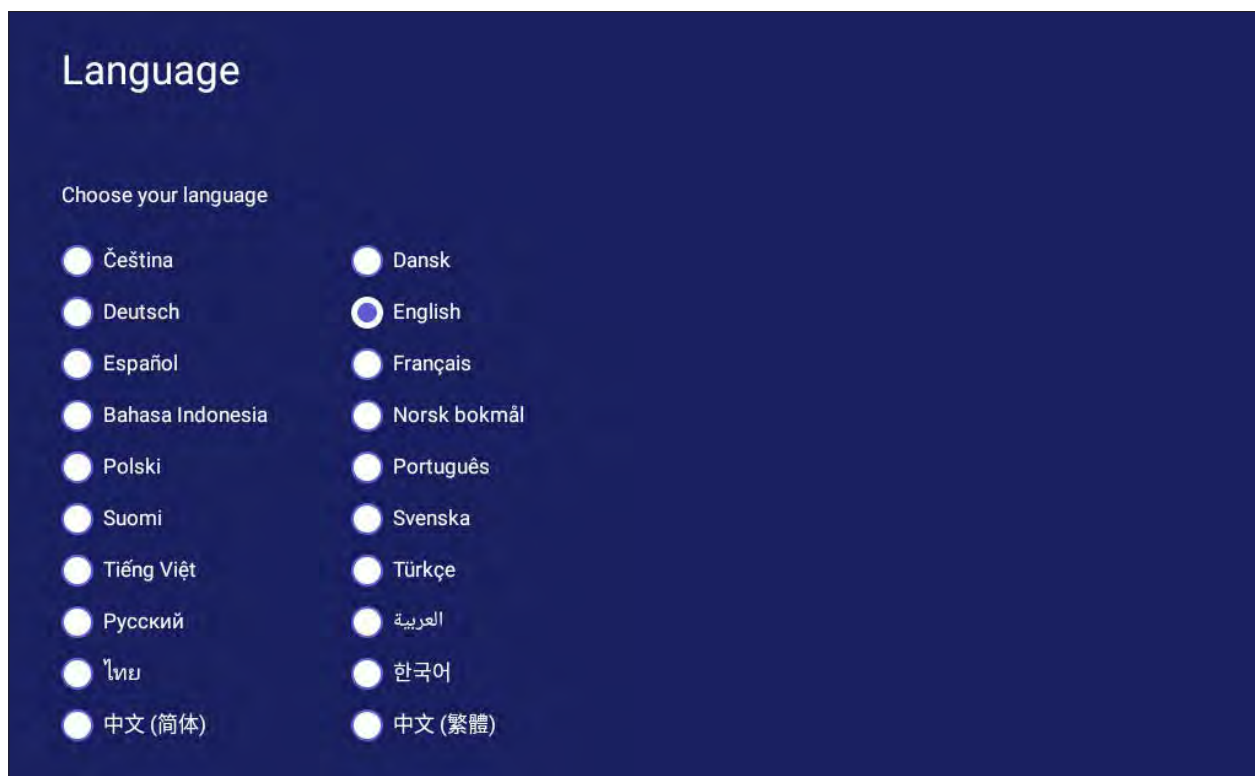 Language
Choose your language
Čeština
Dansk
Deutsch
English
Español
Français
Bahasa Indonesia
Norsk bokmål
Polski
Português
Suomi
Svenska
Tiếng Việt
Türkçe
Русский
العربية
ไทย
한국어
中文 (简体)
中文 (繁體)